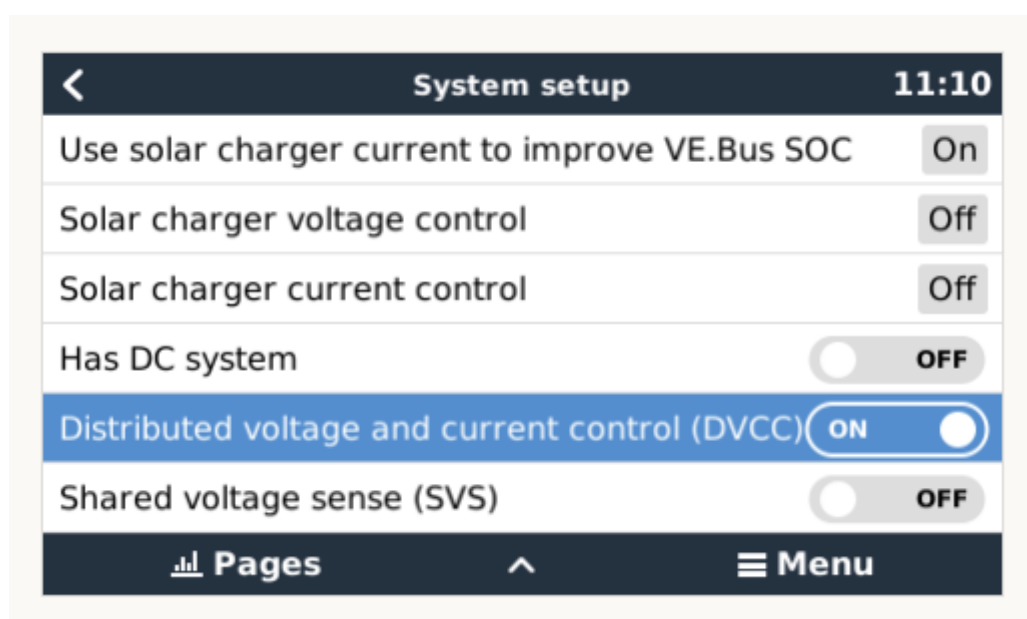 System setup 11:10
Use solar charger current to improve VE.Bus SOC On
Solar charger voltage control Off
Solar charger current control Off
Has DC system OFF
Distributed voltage and current control (DVCC) ON
Shared voltage sense (SVS) OFF
Pages Menu